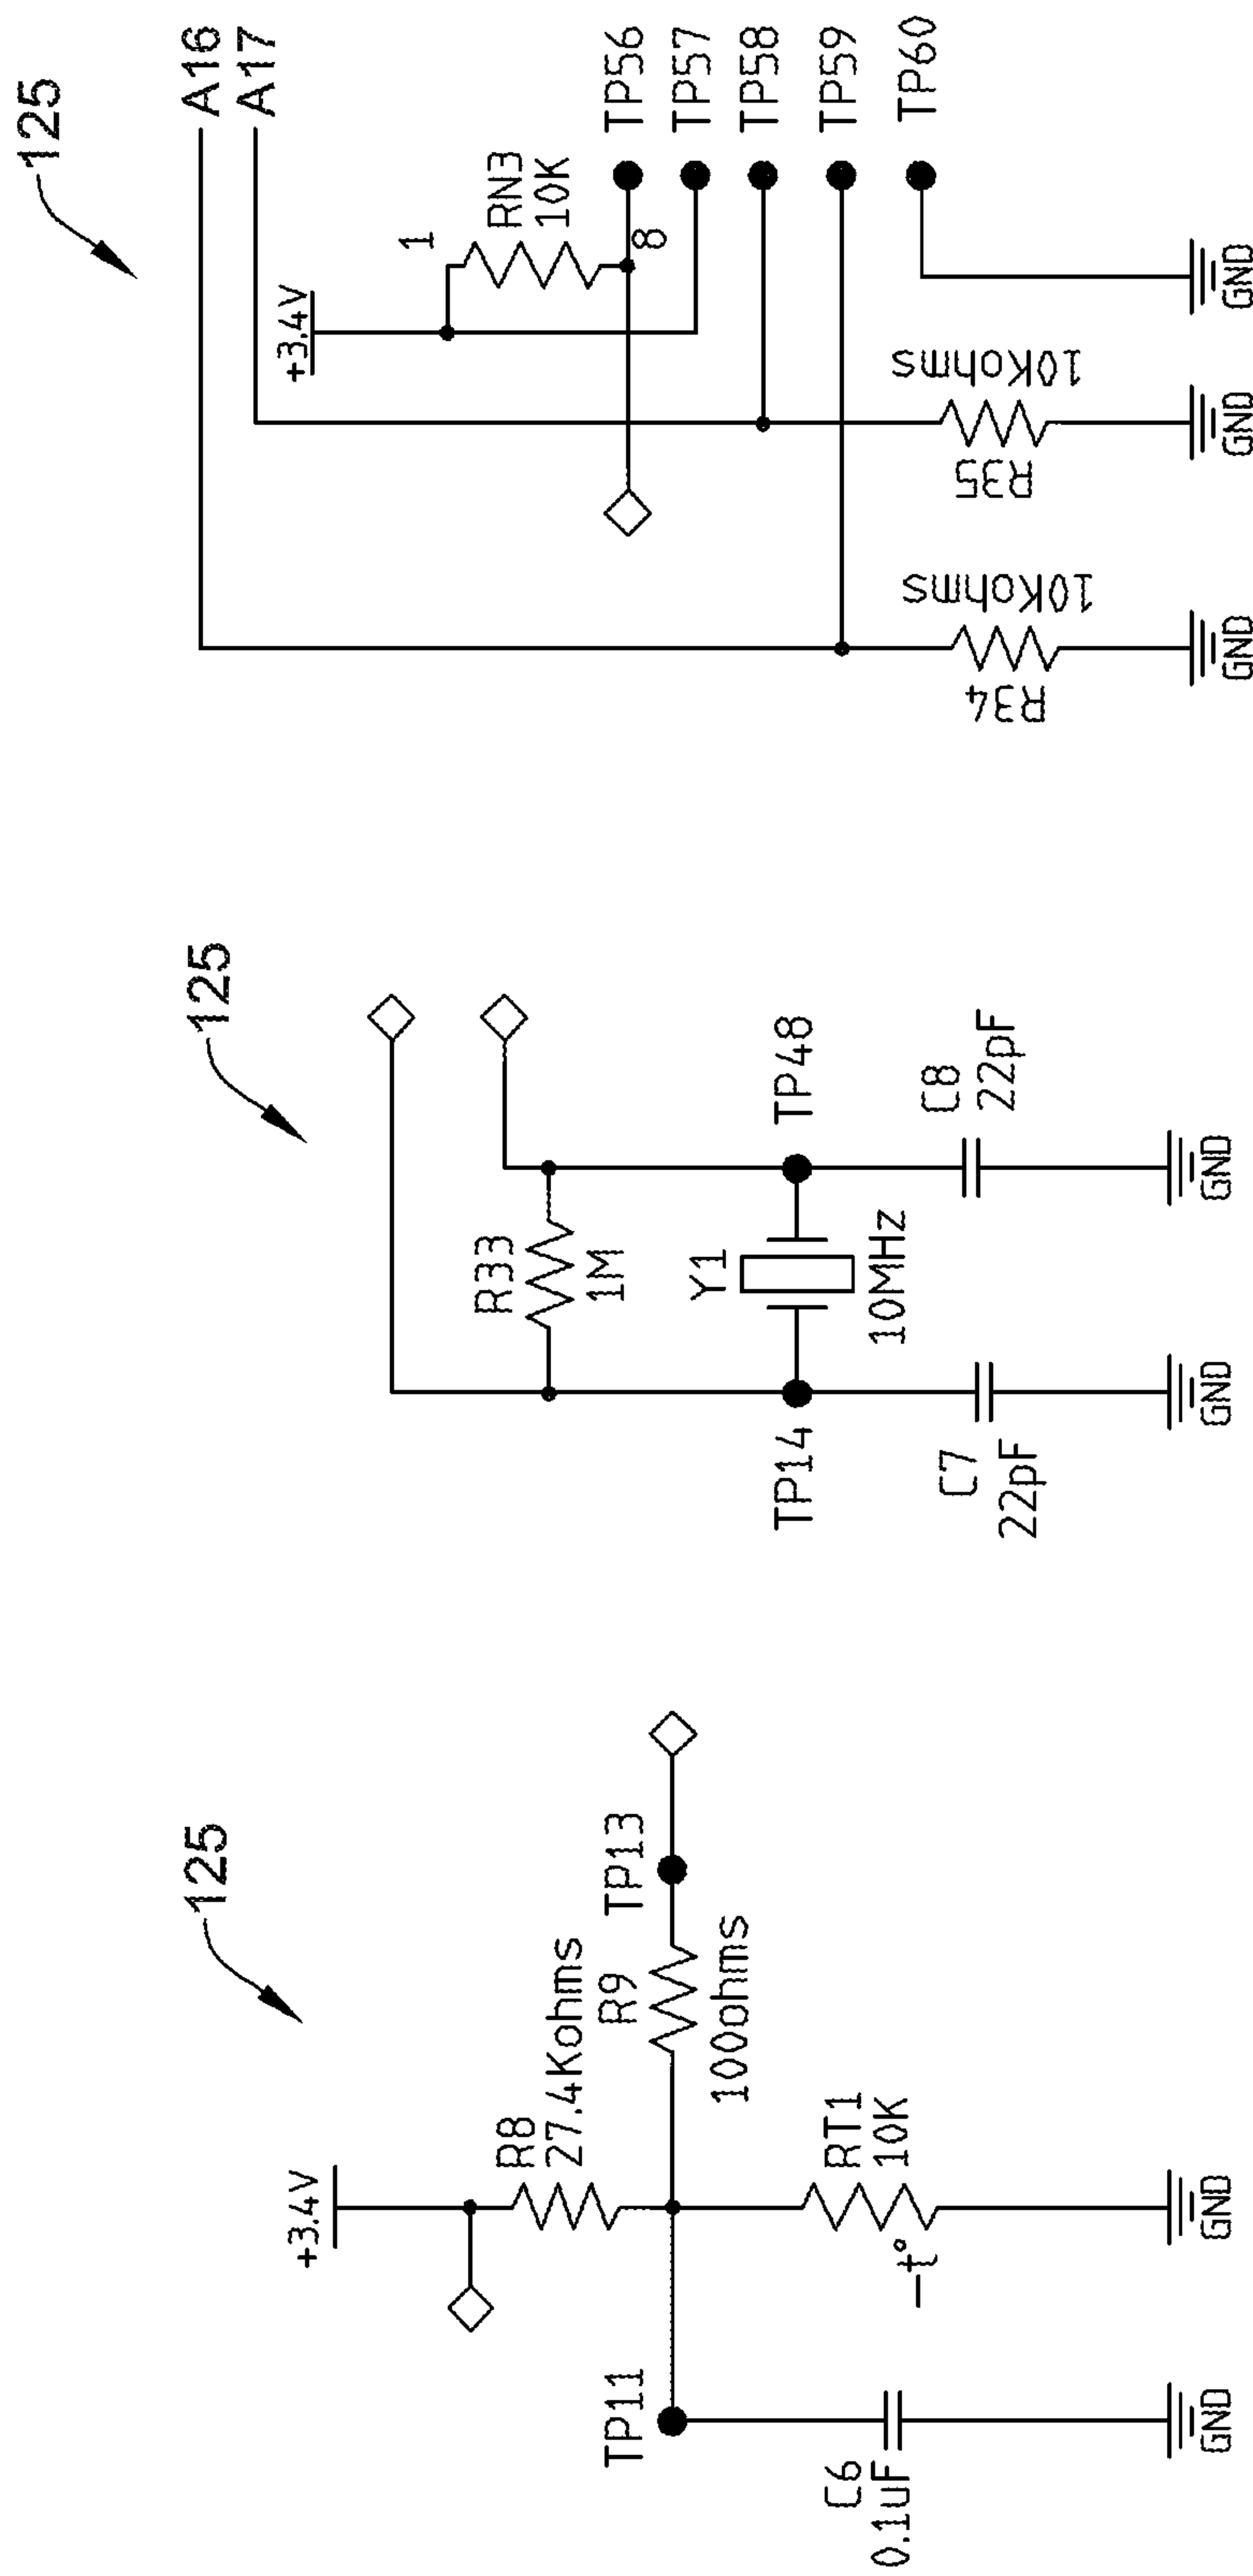 125
+3.4V
R8
27.4Kohms
R9
100ohms
TP13
TP11
RT1
10K
-t°
C6
0.1uF
GND
GND
125
R33
1M
Y1
10MHz
TP14
TP48
C7
22pF
C8
22pF
GND
GND
125
A16
A17
+3.4V
1
RN3
10K
8
TP56
TP57
TP58
TP59
TP60
R34
10Kohms
R35
10Kohms
GND
GND
GND